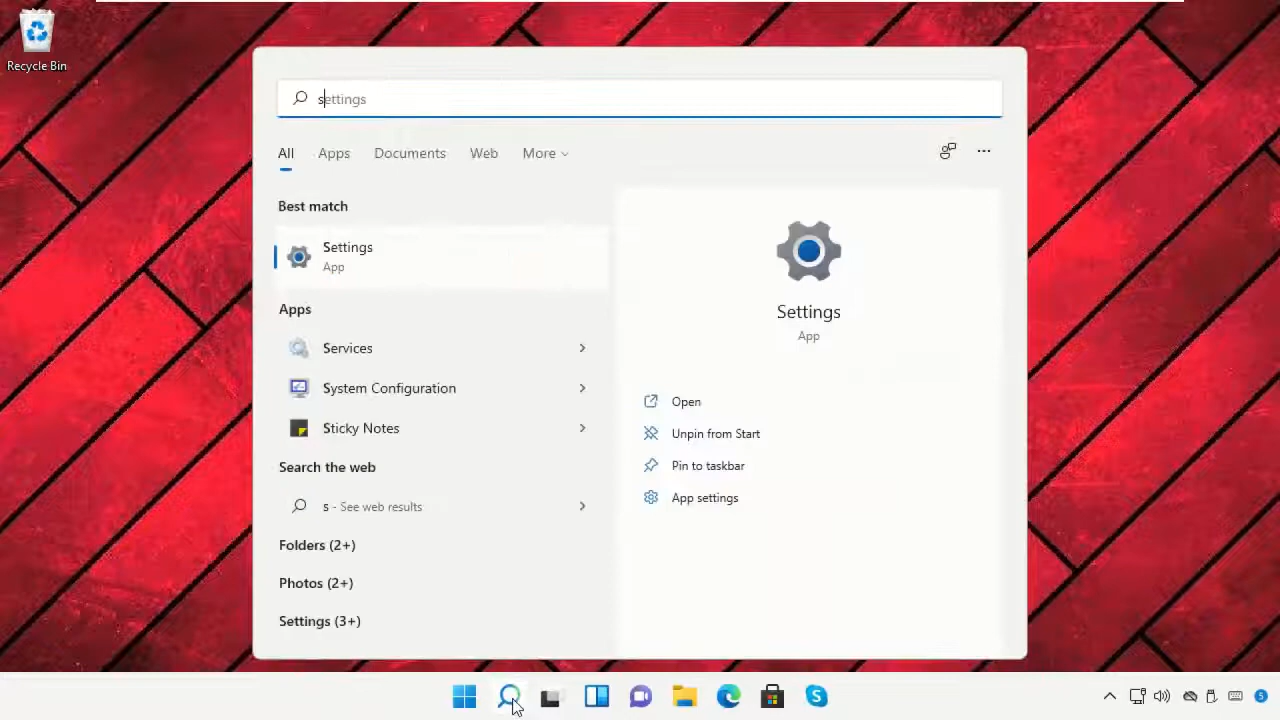 Recycle Bin
settings
All Apps Documents Web More
Best match
Settings
App
Apps
Services
System Configuration
Sticky Notes
Search the web
s - See web results
Folders (2+)
Photos (2+)
Settings (3+)
Settings
App
Open
Unpin from Start
Pin to taskbar
App settings
5